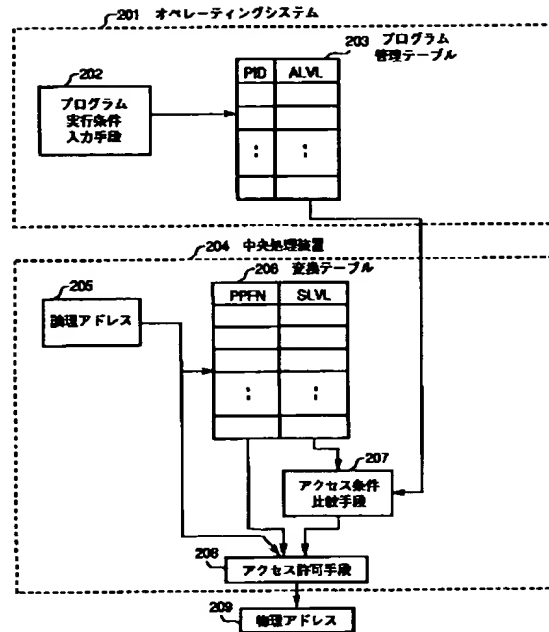 201 オペレーティングシステム
202
プログラム
実行条件
入力手段
203 プログラム
管理テーブル
PID ALVL
204 中央処理装置
205
論理アドレス
206 変換テーブル
PPFN SLVL
207
アクセス条件
比較手段
208
アクセス許可手段
209
物理アドレス